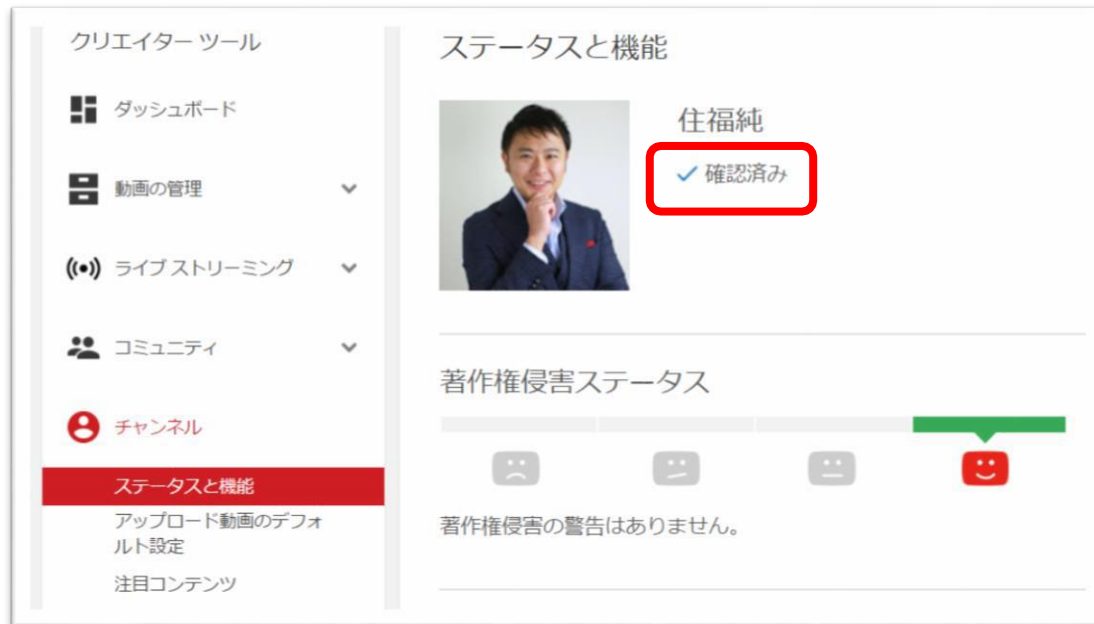 クリエイター ツール
ダッシュボード
動画の管理
ライブ ストリーミング
コミュニティ
チャンネル
ステータスと機能
アップロード動画のデフォ
ルト設定
注目コンテンツ
ステータスと機能
住福純
確認済み
著作権侵害ステータス
著作権侵害の警告はありません。